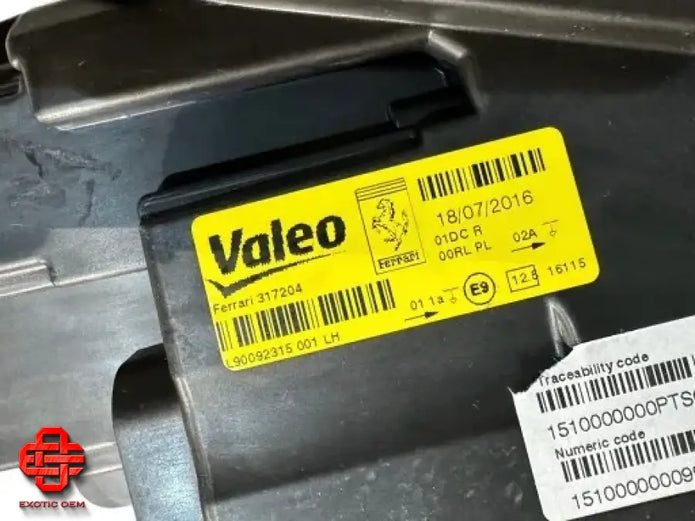 Valeo
Ferrari
18/07/2016
01DC R
00RL PL
02A
Ferrari 317204
L90092315 001 LH
01 1a
E9
12.5
16115
Traceability code
1510000000PTS
Numeric code
15100000009
EXOTIC OEM